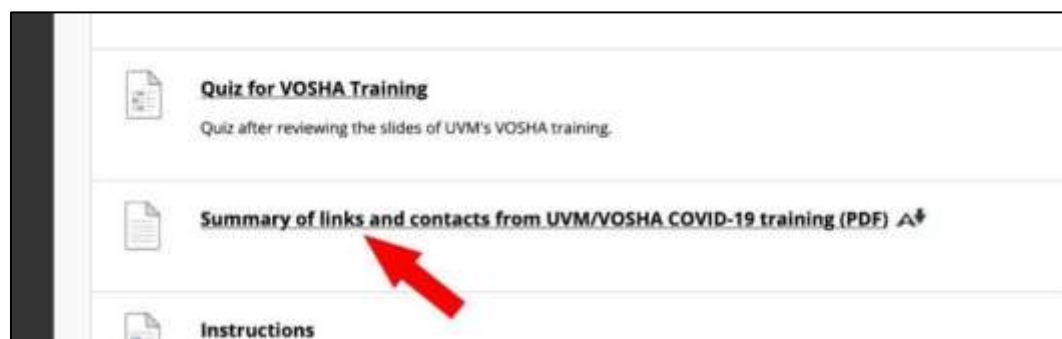 Quiz for VOSHA Training
Quiz after reviewing the slides of UVM's VOSHA training.
Summary of links and contacts from UVM/VOSHA COVID-19 training (PDF)
Instructions